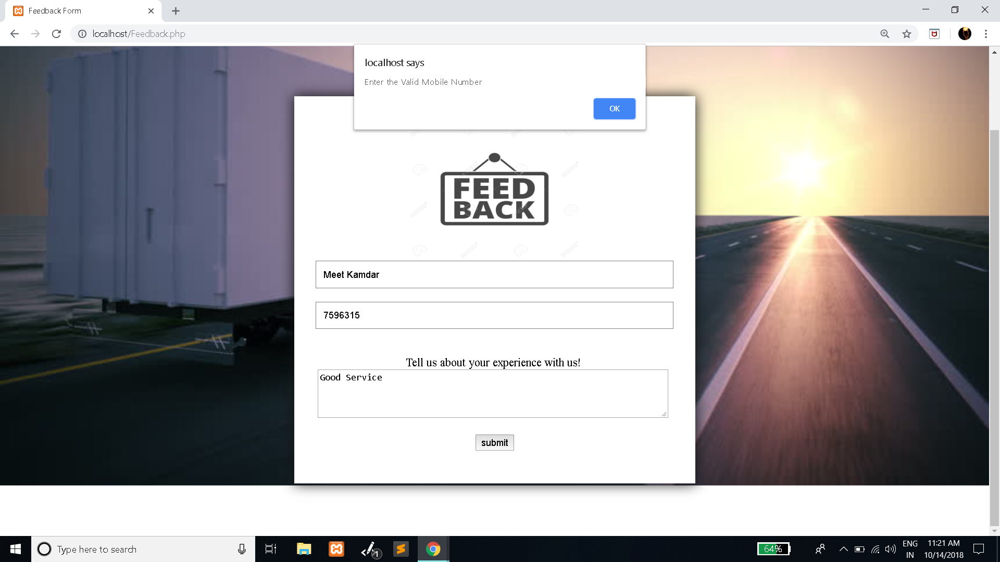 Feedback Form
localhost/Feedback.php
localhost says
Enter the Valid Mobile Number
OK
FEED
BACK
Meet Kamdar
7596315
Tell us about your experience with us!
Good Service
submit
Type here to search
1
64%
ENG
IN
11:21 AM
10/14/2018